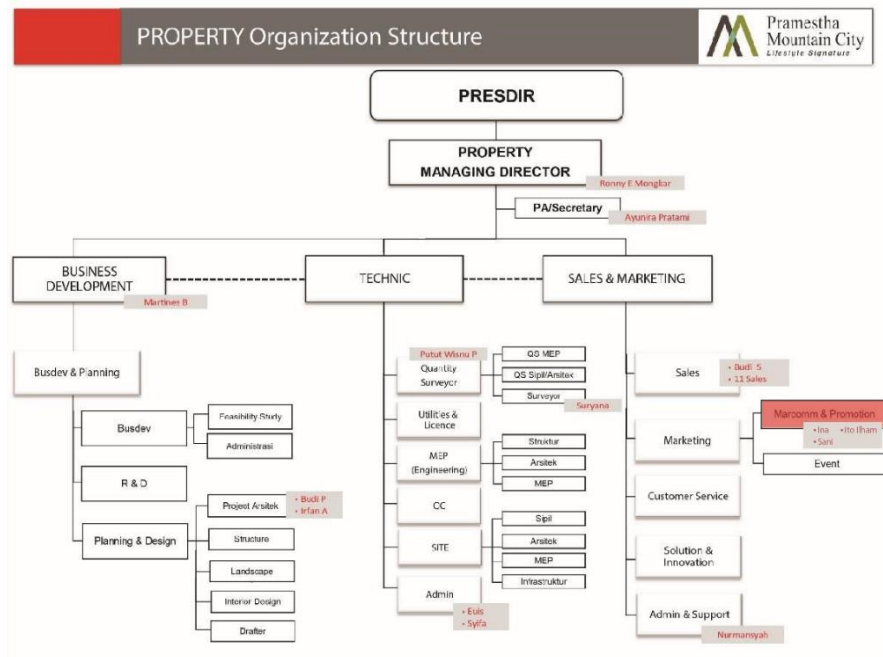 PROPERTY Organization Structure
Pramestha
Mountain City
Lifestyle Signature
PRESDIR
PROPERTY
MANAGING DIRECTOR
Ronny E Mongkar
PA/Secretary
Ayunira Pratami
BUSINESS
DEVELOPMENT
Martines B
TECHNIC
SALES & MARKETING
Busdev & Planning
Busdev
Feasibility Study
Administrasi
R & D
Planning & Design
Project Arsitek
• Budi P
• Irfan A
Structure
Landscape
Interior Design
Drafter
Putut Wisnu P
Quantity
Surveyor
QS MEP
QS Sipil/Arsitek
Surveyor
Suryana
Utilities &
Licence
MEP
(Engineering)
Struktur
Arsitek
MEP
QC
SITE
Sipil
Arsitek
MEP
Infrastruktur
Admin
• Euis
• Syifa
Sales
• Budi S
• 11 Sales
Marketing
Marcomm & Promotion
• Ina • Ito Ilham
• Sani
Event
Customer Service
Solution &
Innovation
Admin & Support
Nurmansyah